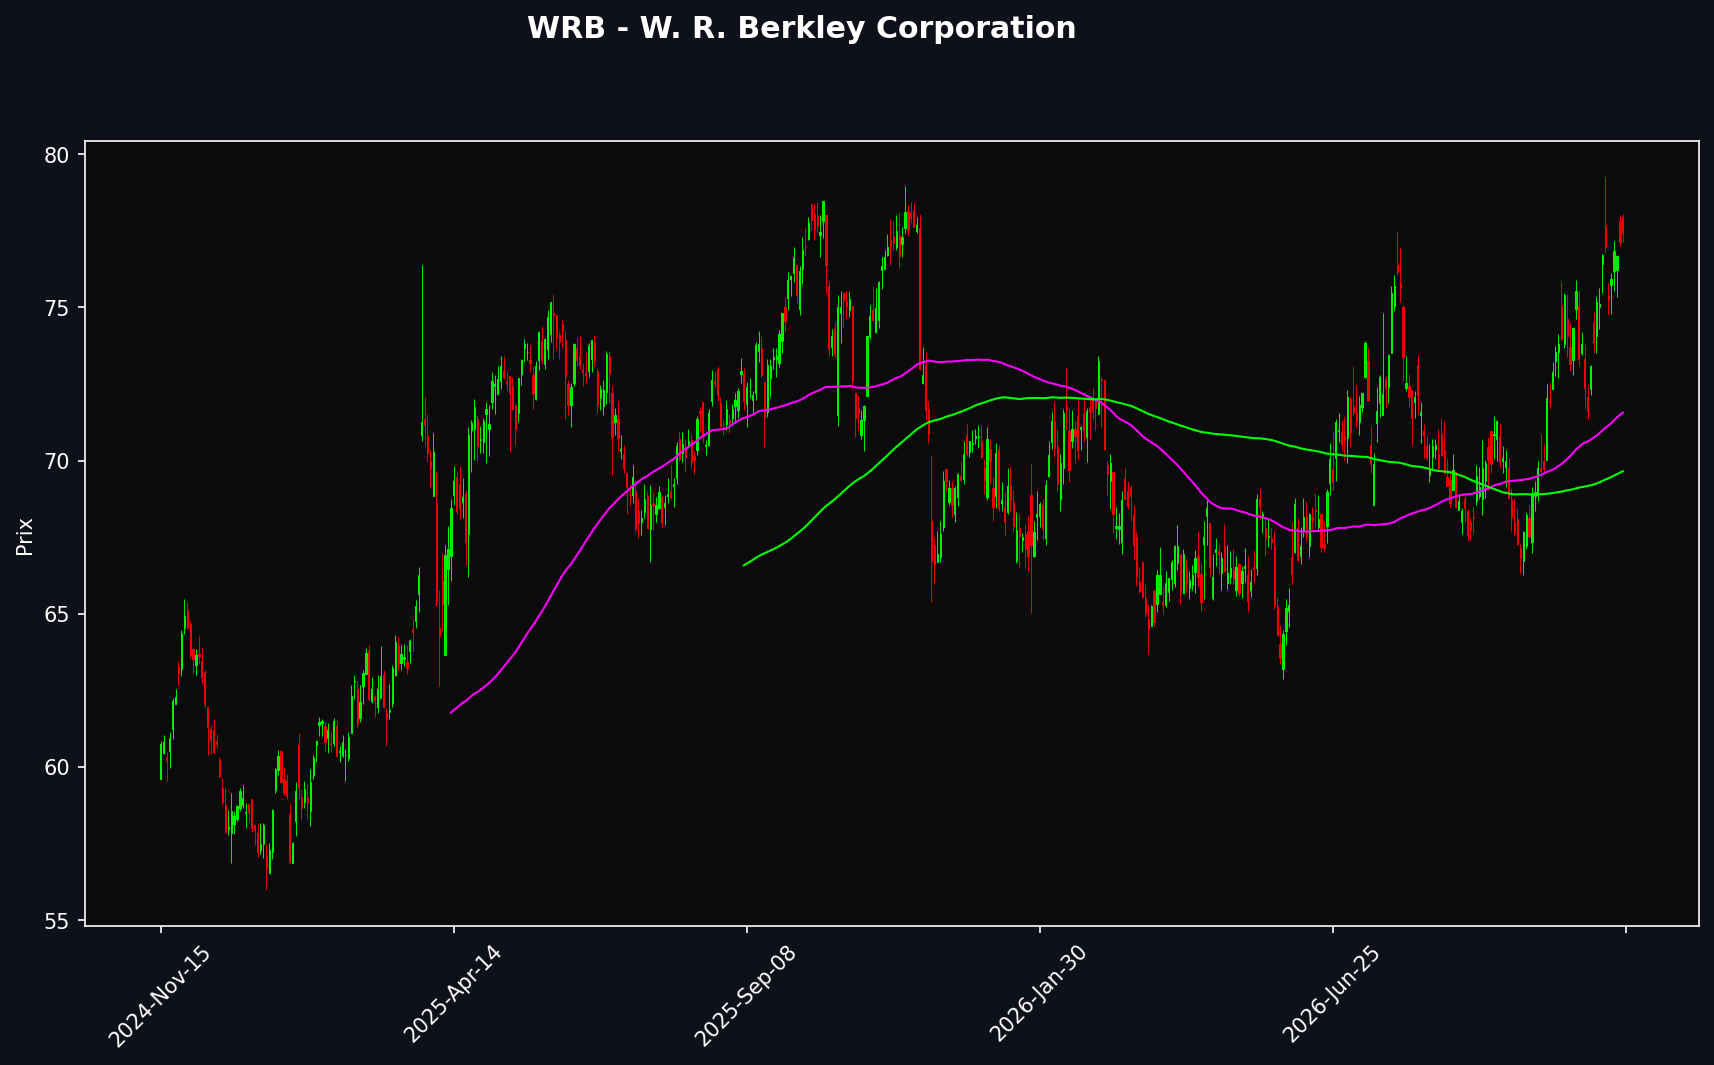 WRB - W. R. Berkley Corporation
80
75
70
65
60
55
Prix
2024-Nov-15
2025-Apr-14
2025-Sep-08
2026-Jan-30
2026-Jun-25